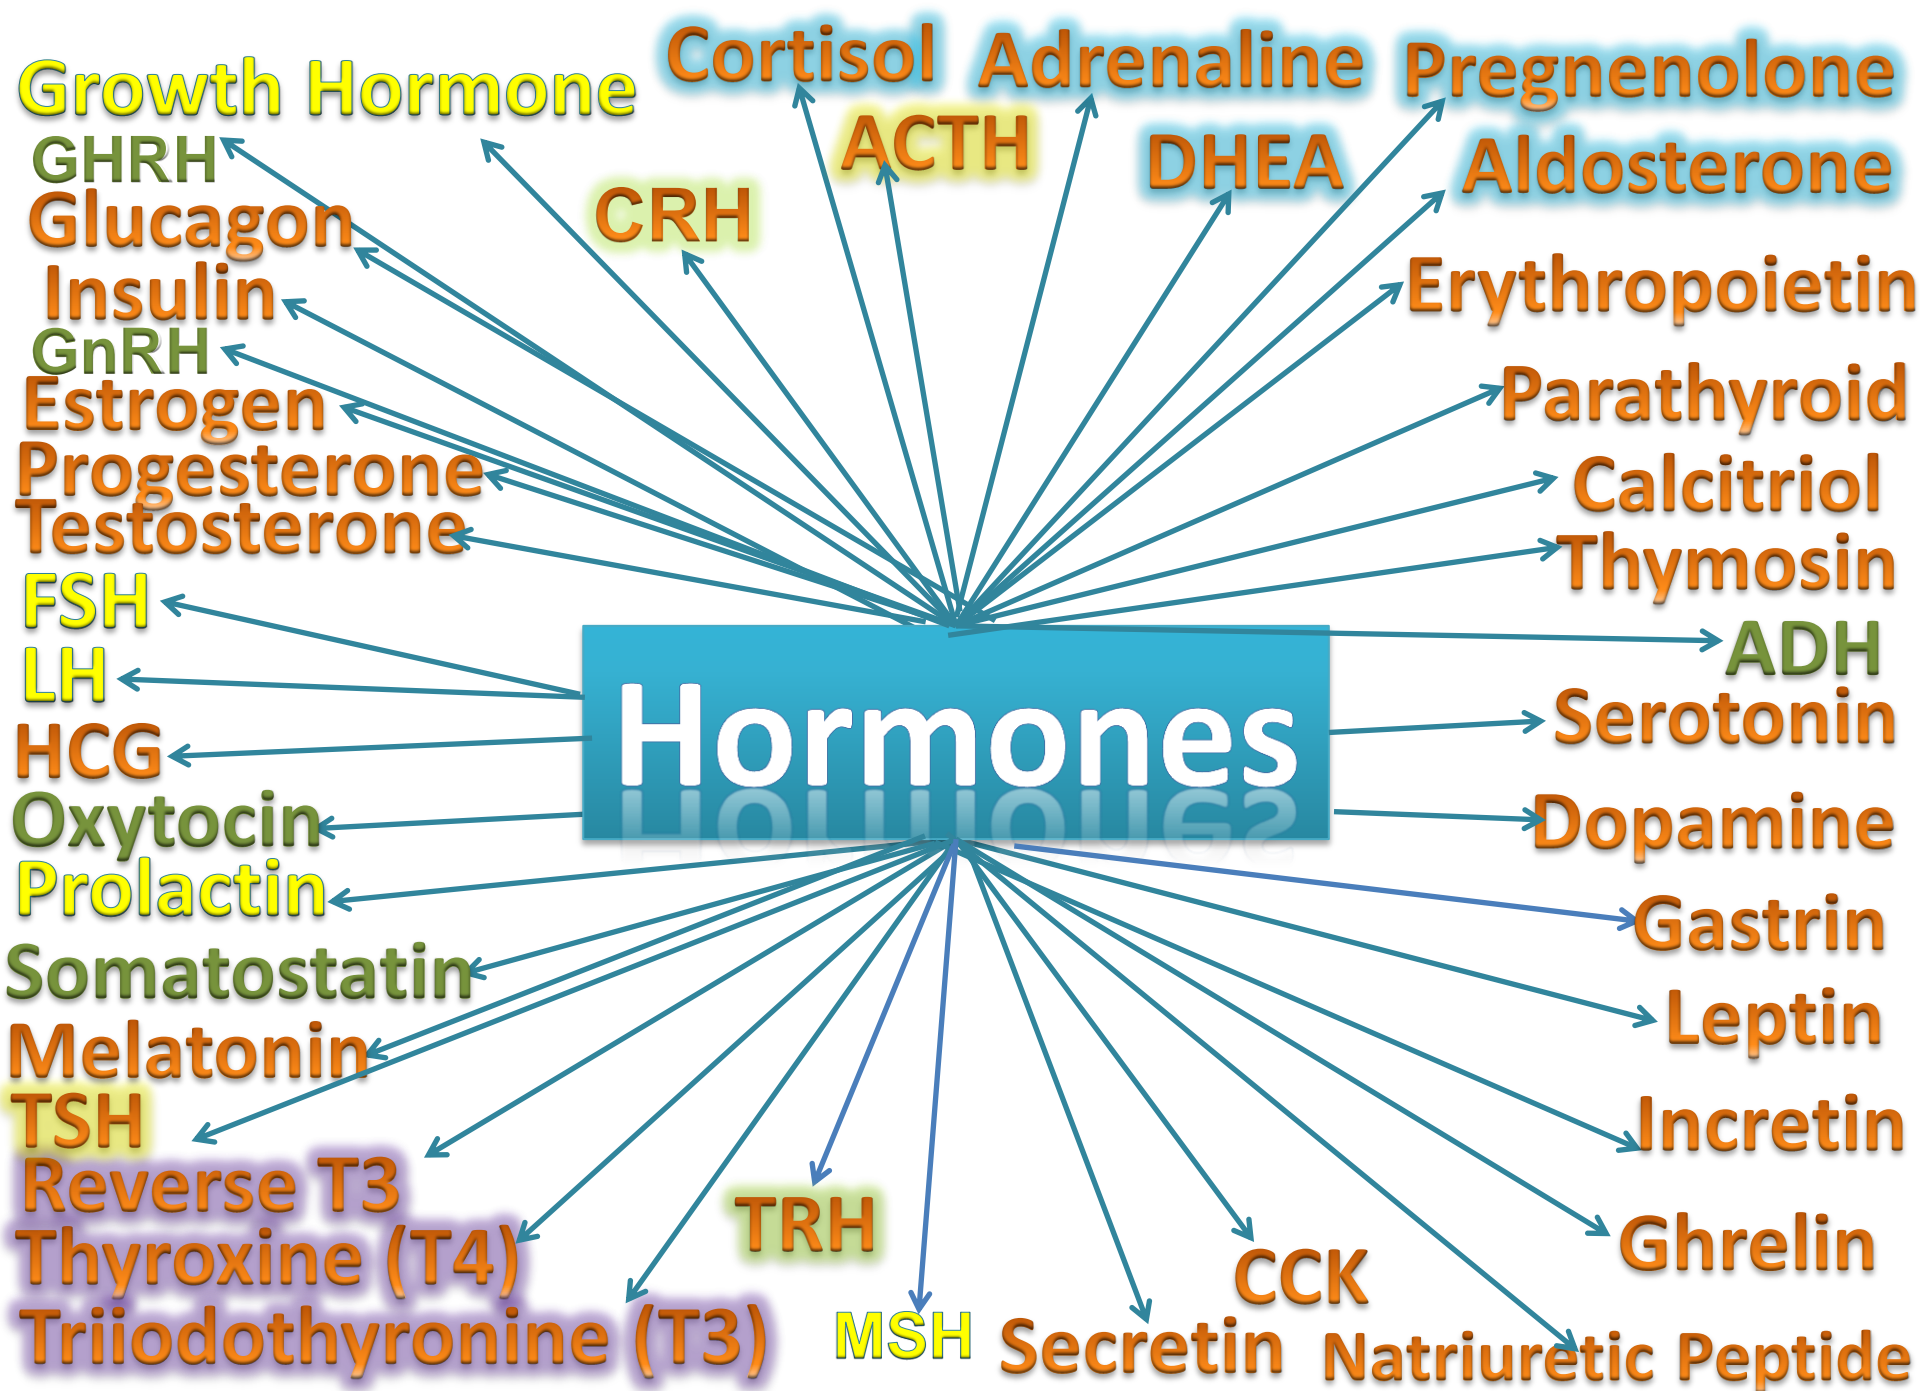 Cortisol
Adrenaline
Pregnenolone
Growth Hormone
ACTH
DHEA
Aldosterone
GHRH
Glucagon
CRH
Insulin
Erythropoietin
GnRH
Estrogen
Parathyroid
Progesterone
Calcitriol
Testosterone
Thymosin
FSH
ADH
LH
Serotonin
Hormones
HCG
Oxytocin
Dopamine
Prolactin
Gastrin
Somatostatin
Leptin
Melatonin
TSH
Incretin
Reverse T3
TRH
Thyroxine (T4)
Ghrelin
CCK
Triiodothyronine (T3)
MSH
Secretin
Natriuretic Peptide